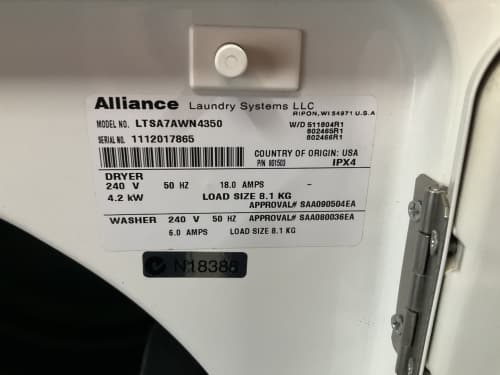 Alliance Laundry Systems LLC
RIPON, WI 54971 U.S.A
MODEL NO. LTSA7AWN4350 W/D 511804R1
802465R1
SERIAL NO. 1112017865 802466R1
COUNTRY OF ORIGIN: USA
P/N 801503 IPX4
DRYER
240 V 50 HZ 18.0 AMPS -
4.2 kW LOAD SIZE 8.1 KG
APPROVAL# SAA090504EA
WASHER 240 V 50 HZ APPROVAL# SAA080036EA
6.0 AMPS LOAD SIZE 8.1 KG
N18386